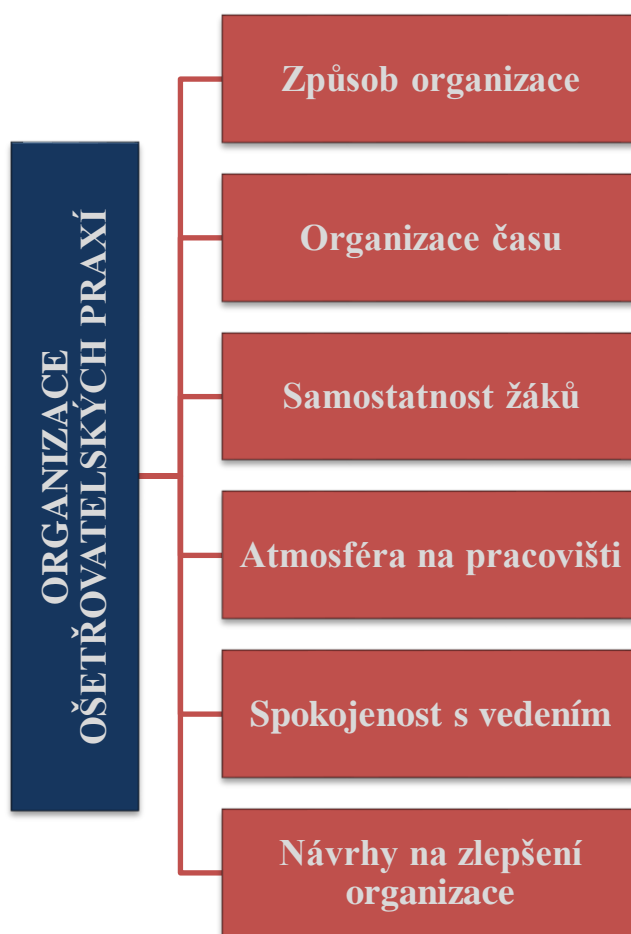 ORGANIZACE
OŠETŘOVATELSKÝCH PRAXÍ
Způsob organizace
Organizace času
Samostatnost žáků
Atmosféra na pracovišti
Spokojenost s vedením
Návrhy na zlepšení
organizace